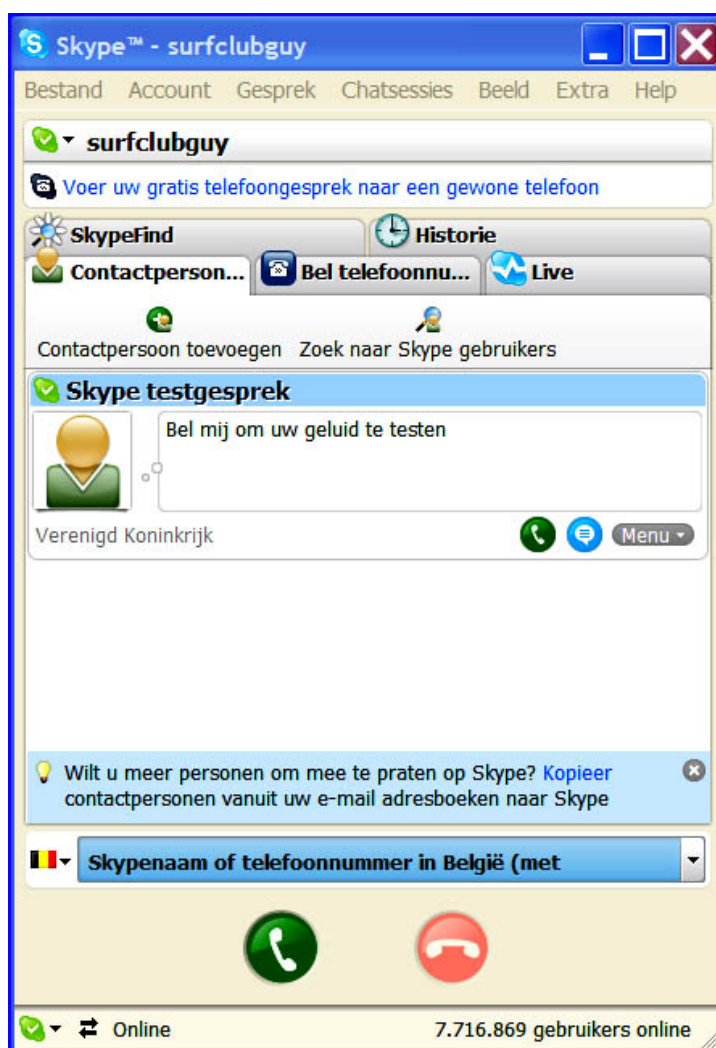 Skype™ - surfclubguy
Bestand Account Gesprek Chatsessies Beeld Extra Help
surfclubguy
Voer uw gratis telefoongesprek naar een gewone telefoon
SkypeFind Historie
Contactperson... Bel telefoonnu... Live
Contactpersoon toevoegen Zoek naar Skype gebruikers
Skype testgesprek
Bel mij om uw geluid te testen
Verenigd Koninkrijk Menu
Wilt u meer personen om mee te praten op Skype? Kopieer
contactpersonen vanuit uw e-mail adresboeken naar Skype
Skypenaam of telefoonnummer in België (met
Online 7.716.869 gebruikers online